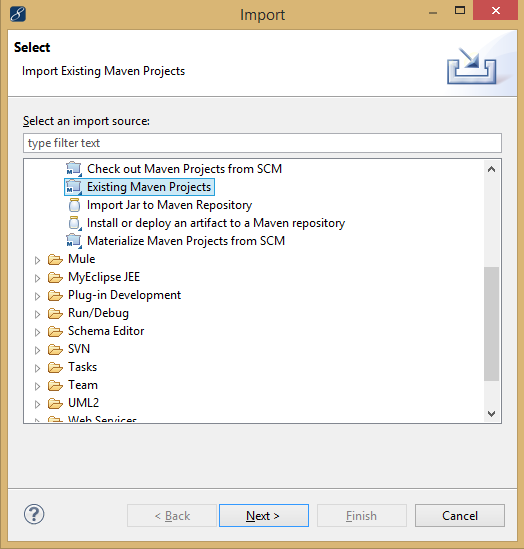 Import
Select
Import Existing Maven Projects
Select an import source:
type filter text
Check out Maven Projects from SCM
Existing Maven Projects
Import Jar to Maven Repository
Install or deploy an artifact to a Maven repository
Materialize Maven Projects from SCM
Mule
MyEclipse JEE
Plug-in Development
Run/Debug
Schema Editor
SVN
Tasks
Team
UML2
Web Services
< Back
Next >
Finish
Cancel